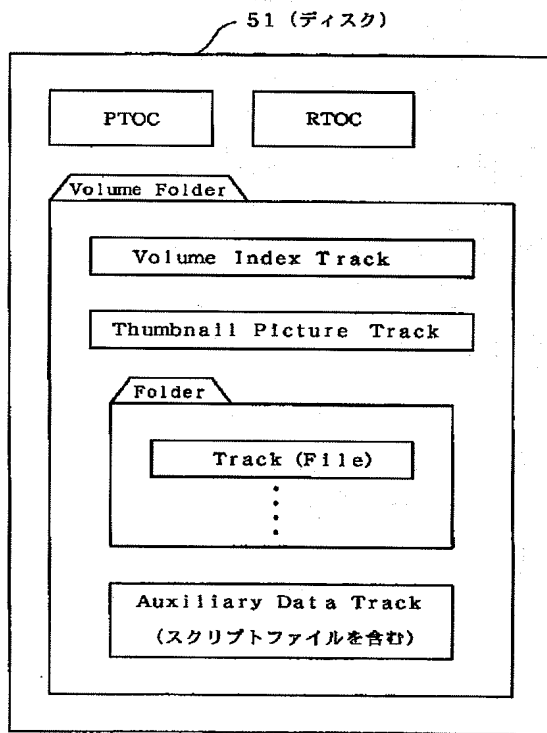 51(ディスク)
PTOC
RTOC
Volume Folder
Volume Index Track
Thumbnail Picture Track
Folder
Track (File)
Auxiliary Data Track
(スクリプトファイルを含む)